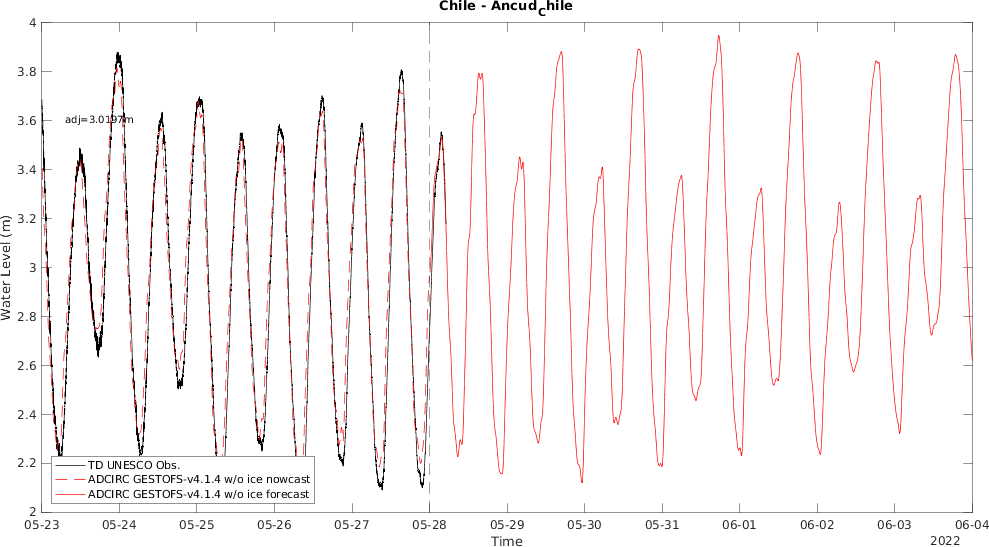 Chile - AncudChile
4
3.8
3.6
3.4
3.2
3
2.8
2.6
2.4
2.2
2
Water Level (m)
adj=3.0197m
TD UNESCO Obs.
ADCIRC GESTOFS-v4.1.4 w/o ice nowcast
ADCIRC GESTOFS-v4.1.4 w/o ice forecast
05-23 05-24 05-25 05-26 05-27 05-28 05-29 05-30 05-31 06-01 06-02 06-03 06-04
Time
2022